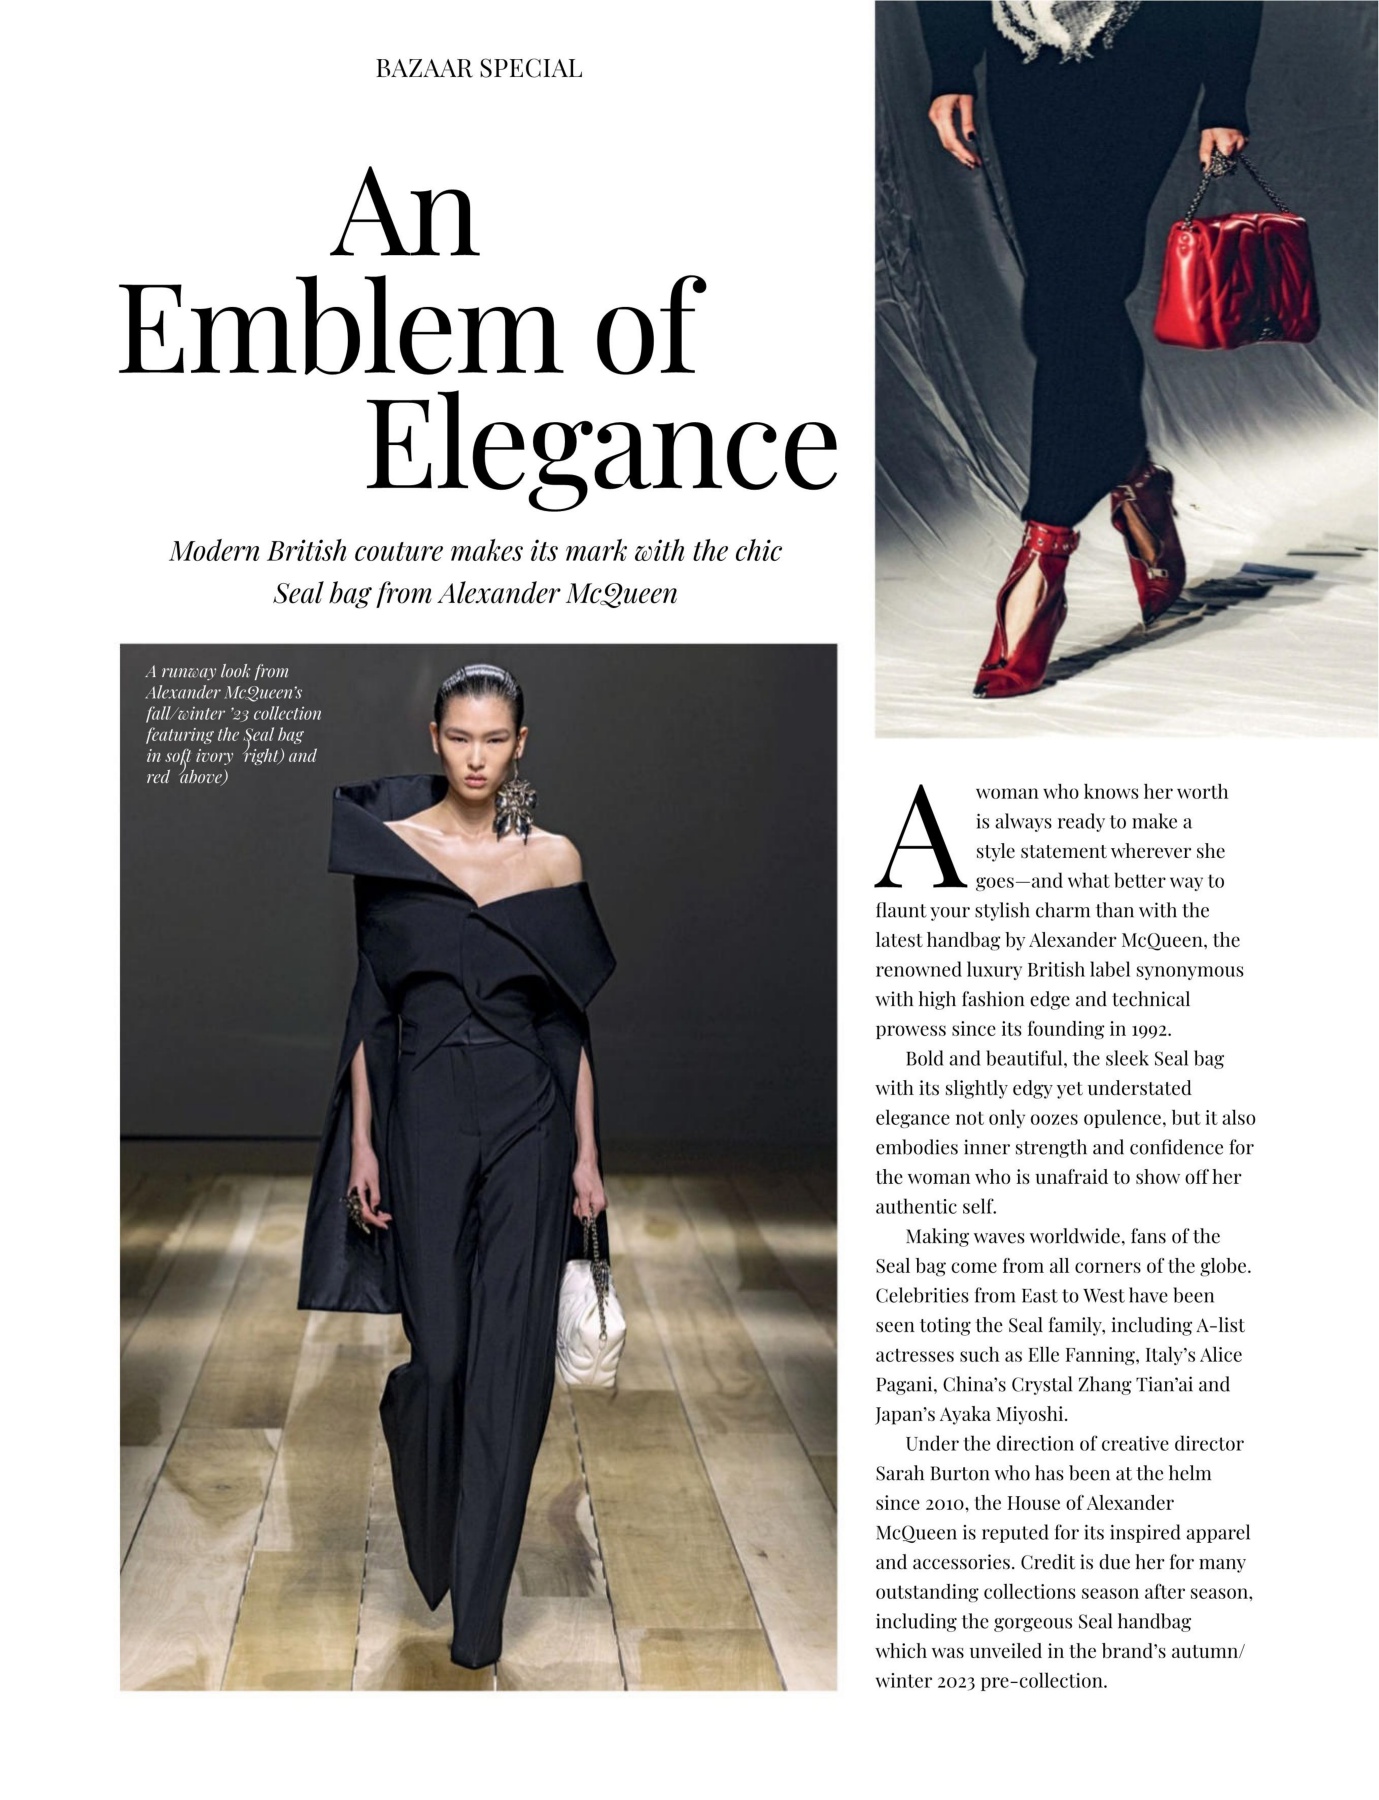 BAZAAR SPECIAL
An
Emblem of
Elegance
Modern British couture makes its mark with the chic
Seal bag from Alexander McQueen
A runway look from
Alexander McQueen's
fall/winter '23 collection
featuring the Seal bag
in soft ivory (right) and
red (above)
A woman who knows her worth
is always ready to make a
style statement wherever she
goes—and what better way to
flaunt your stylish charm than with the
latest handbag by Alexander McQueen, the
renowned luxury British label synonymous
with high fashion edge and technical
prowess since its founding in 1992.
Bold and beautiful, the sleek Seal bag
with its slightly edgy yet understated
elegance not only oozes opulence, but it also
embodies inner strength and confidence for
the woman who is unafraid to show off her
authentic self.
Making waves worldwide, fans of the
Seal bag come from all corners of the globe.
Celebrities from East to West have been
seen toting the Seal family, including A-list
actresses such as Elle Fanning, Italy's Alice
Pagani, China's Crystal Zhang Tian'ai and
Japan's Ayaka Miyoshi.
Under the direction of creative director
Sarah Burton who has been at the helm
since 2010, the House of Alexander
McQueen is reputed for its inspired apparel
and accessories. Credit is due her for many
outstanding collections season after season,
including the gorgeous Seal handbag
which was unveiled in the brand's autumn/
winter 2023 pre-collection.